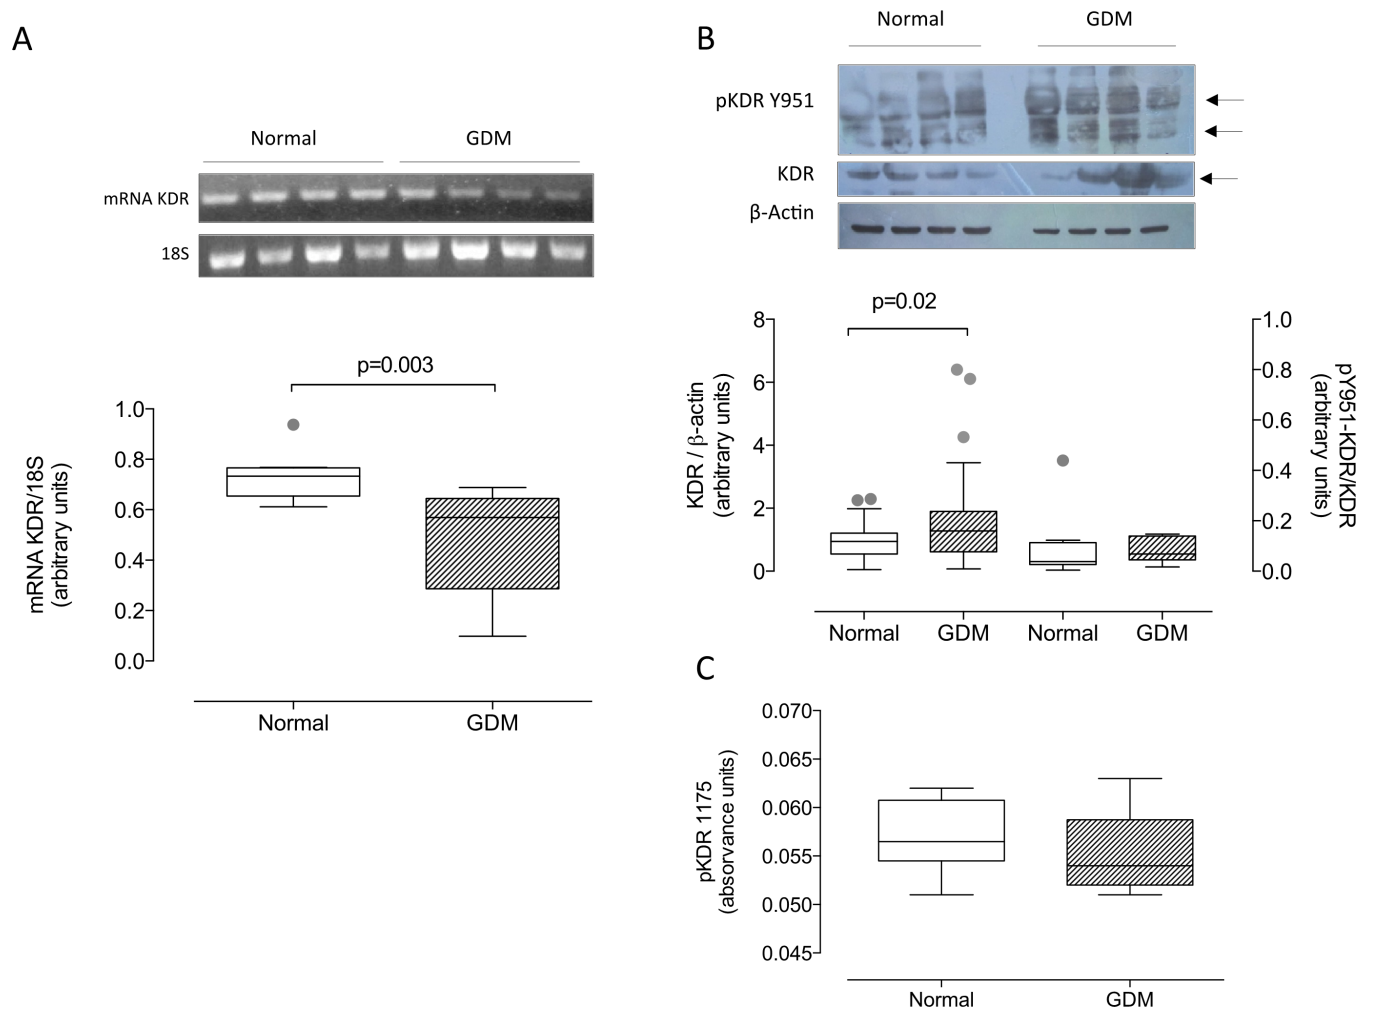 A
Normal GDM
mRNA KDR
18S
p=0.003
1.0
0.8
0.6
0.4
0.2
0.0
mRNA KDR/18S
(arbitrary units)
Normal GDM
B
Normal GDM
pKDR Y951
KDR
β-Actin
p=0.02
8
6
4
2
0
KDR / β-actin
(arbitrary units)
1.0
0.8
0.6
0.4
0.2
0.0
pY951-KDR/KDR
(arbitrary units)
Normal GDM Normal GDM
C
0.070
0.065
0.060
0.055
0.050
0.045
pKDR 1175
(absorvance units)
Normal GDM